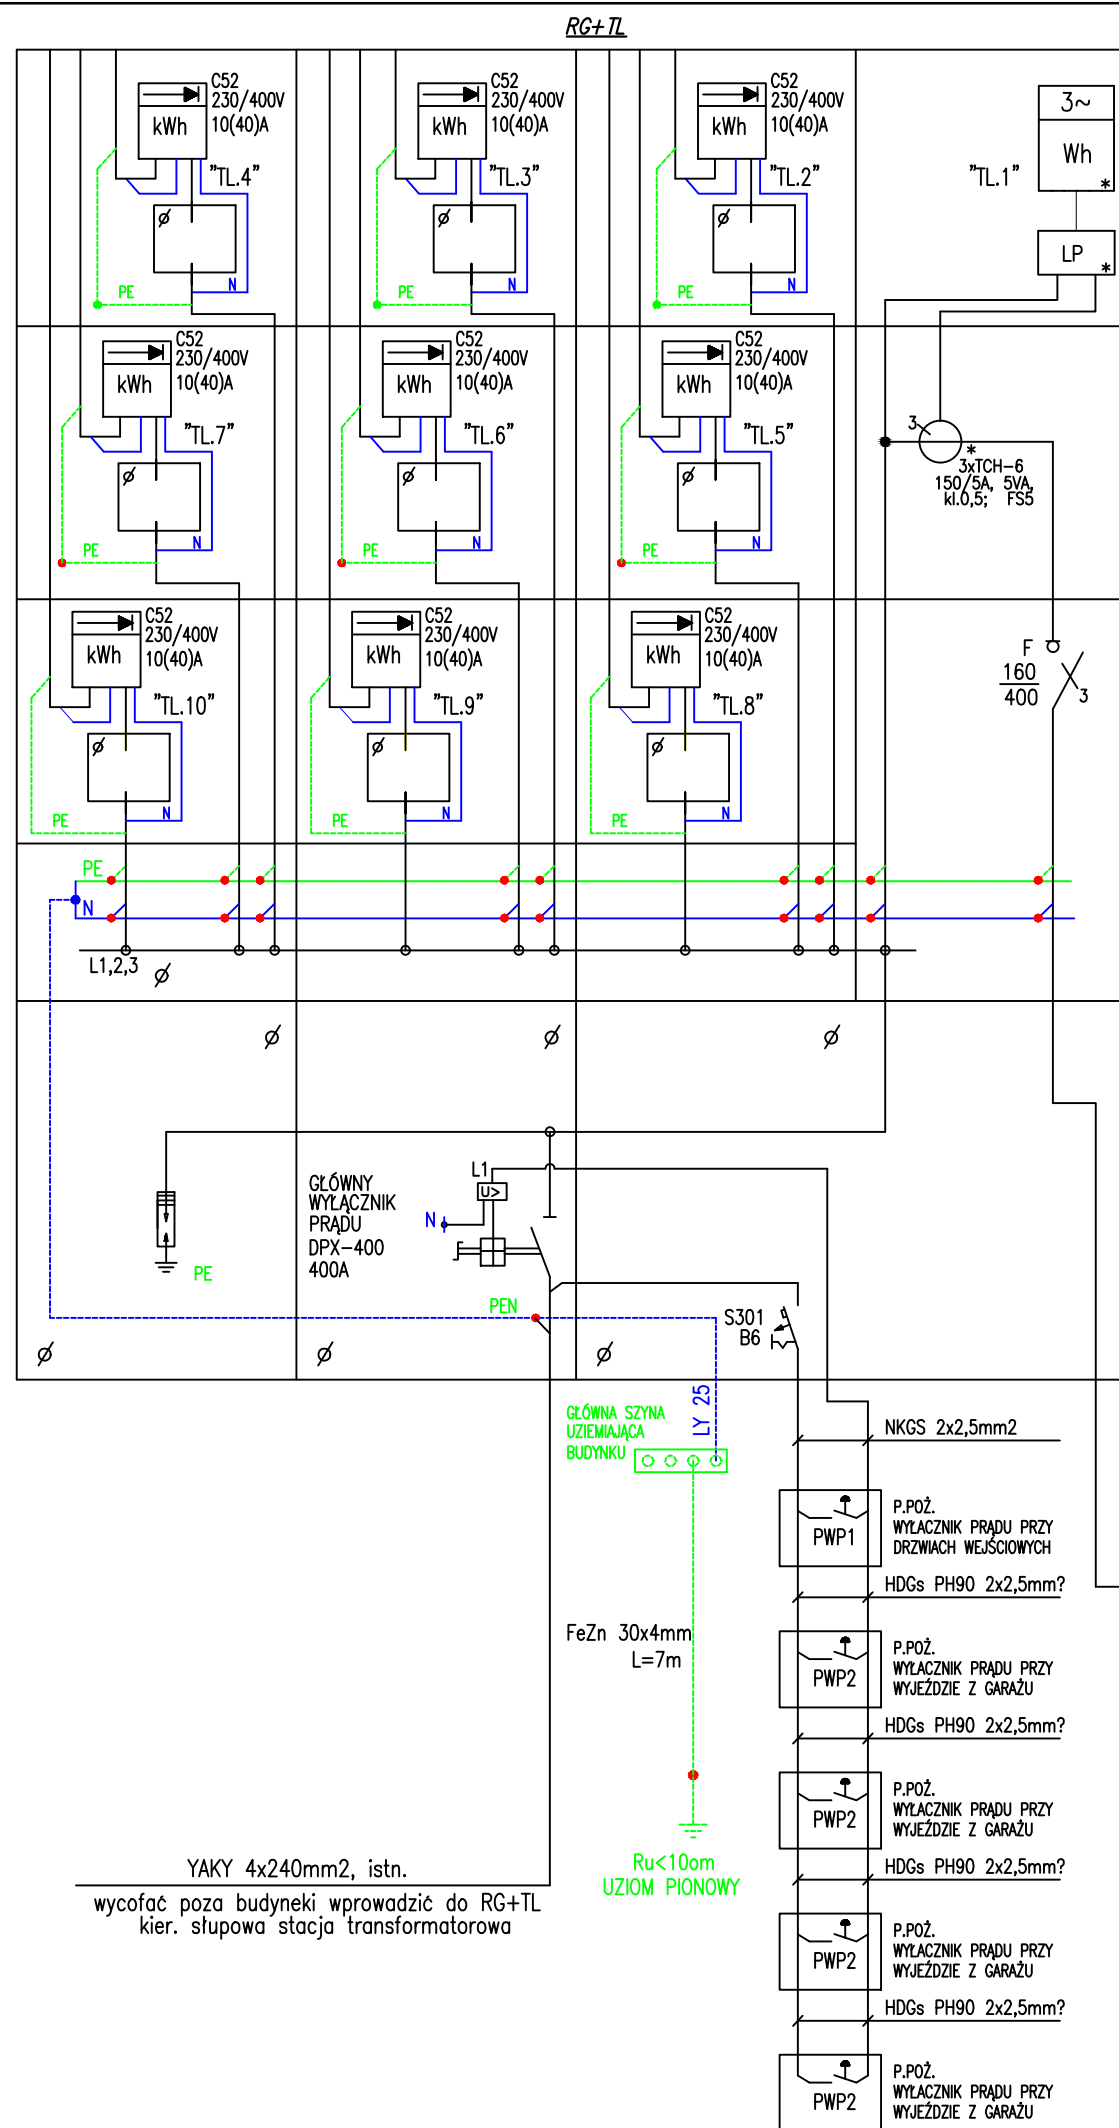 RG+TL
C52
230/400V
10(40)A
kWh
"TL.4"
N
PE
C52
230/400V
10(40)A
kWh
"TL.3"
N
PE
C52
230/400V
10(40)A
kWh
"TL.2"
N
PE
3~
Wh
*
"TL.1"
LP
*
C52
230/400V
10(40)A
kWh
"TL.7"
N
PE
C52
230/400V
10(40)A
kWh
"TL.6"
N
PE
C52
230/400V
10(40)A
kWh
"TL.5"
N
PE
3
*
3xTCH-6
150/5A, 5VA,
kl.0,5; FS5
C52
230/400V
10(40)A
kWh
"TL.10"
N
PE
C52
230/400V
10(40)A
kWh
"TL.9"
N
PE
C52
230/400V
10(40)A
kWh
"TL.8"
N
PE
F
160
400
3
PE
N
L1,2,3
GŁÓWNY
WYŁĄCZNIK
PRĄDU
DPX-400
400A
L1
U>
N
PE
PEN
S301
B6
LY 25
GŁÓWNA SZYNA
UZIEMIAJĄCA
BUDYNKU
NKGS 2x2,5mm2
PWP1
P.POŻ.
WYŁACZNIK PRĄDU PRZY
DRZWIACH WEJŚCIOWYCH
HDGs PH90 2x2,5mm?
FeZn 30x4mm
L=7m
PWP2
P.POŻ.
WYŁACZNIK PRĄDU PRZY
WYJEŹDZIE Z GARAŻU
HDGs PH90 2x2,5mm?
PWP2
P.POŻ.
WYŁACZNIK PRĄDU PRZY
WYJEŹDZIE Z GARAŻU
HDGs PH90 2x2,5mm?
Ru<10om
UZIOM PIONOWY
YAKY 4x240mm2, istn.
wycofać poza budyneki wprowadzić do RG+TL
kier. słupowa stacja transformatorowa
PWP2
P.POŻ.
WYŁACZNIK PRĄDU PRZY
WYJEŹDZIE Z GARAŻU
HDGs PH90 2x2,5mm?
PWP2
P.POŻ.
WYŁACZNIK PRĄDU PRZY
WYJEŹDZIE Z GARAŻU